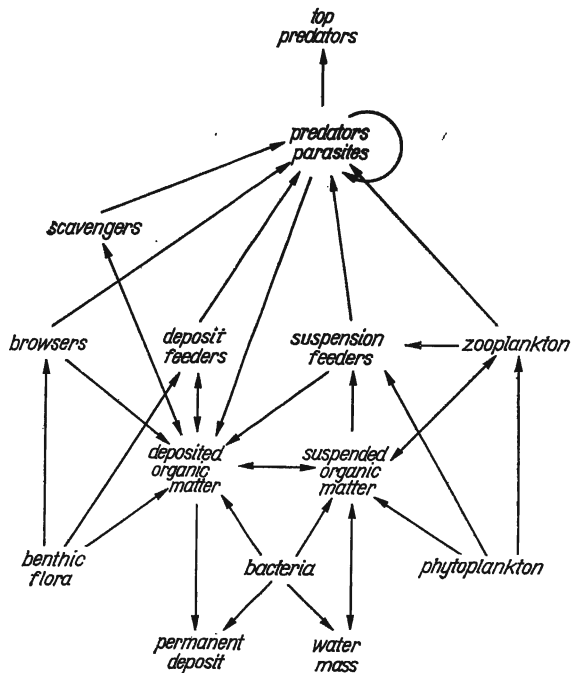 top
predators
predators
parasites
scavengers
browsers
deposit
feeders
suspension
feeders
zooplankton
deposited
organic
matter
suspended
organic
matter
benthic
flora
bacteria
phytoplankton
permanent
deposit
water
mass